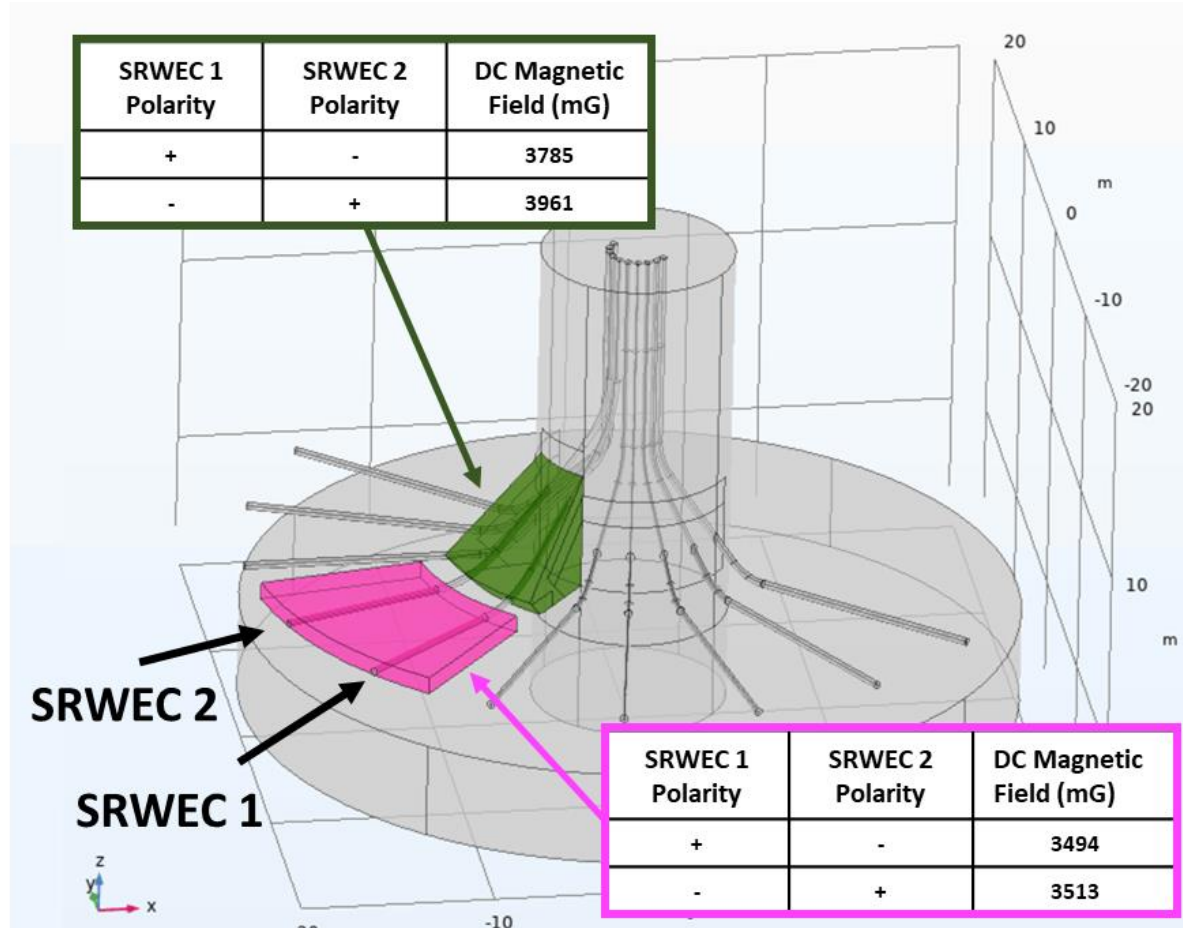 SRWEC 1 Polarity SRWEC 2 Polarity DC Magnetic Field (mG)
+ - 3785
- + 3961
20
10
m
0
-10
-20
20
10
m
SRWEC 2
SRWEC 1
SRWEC 1 Polarity SRWEC 2 Polarity DC Magnetic Field (mG)
+ - 3494
- + 3513
z
y
x
-10